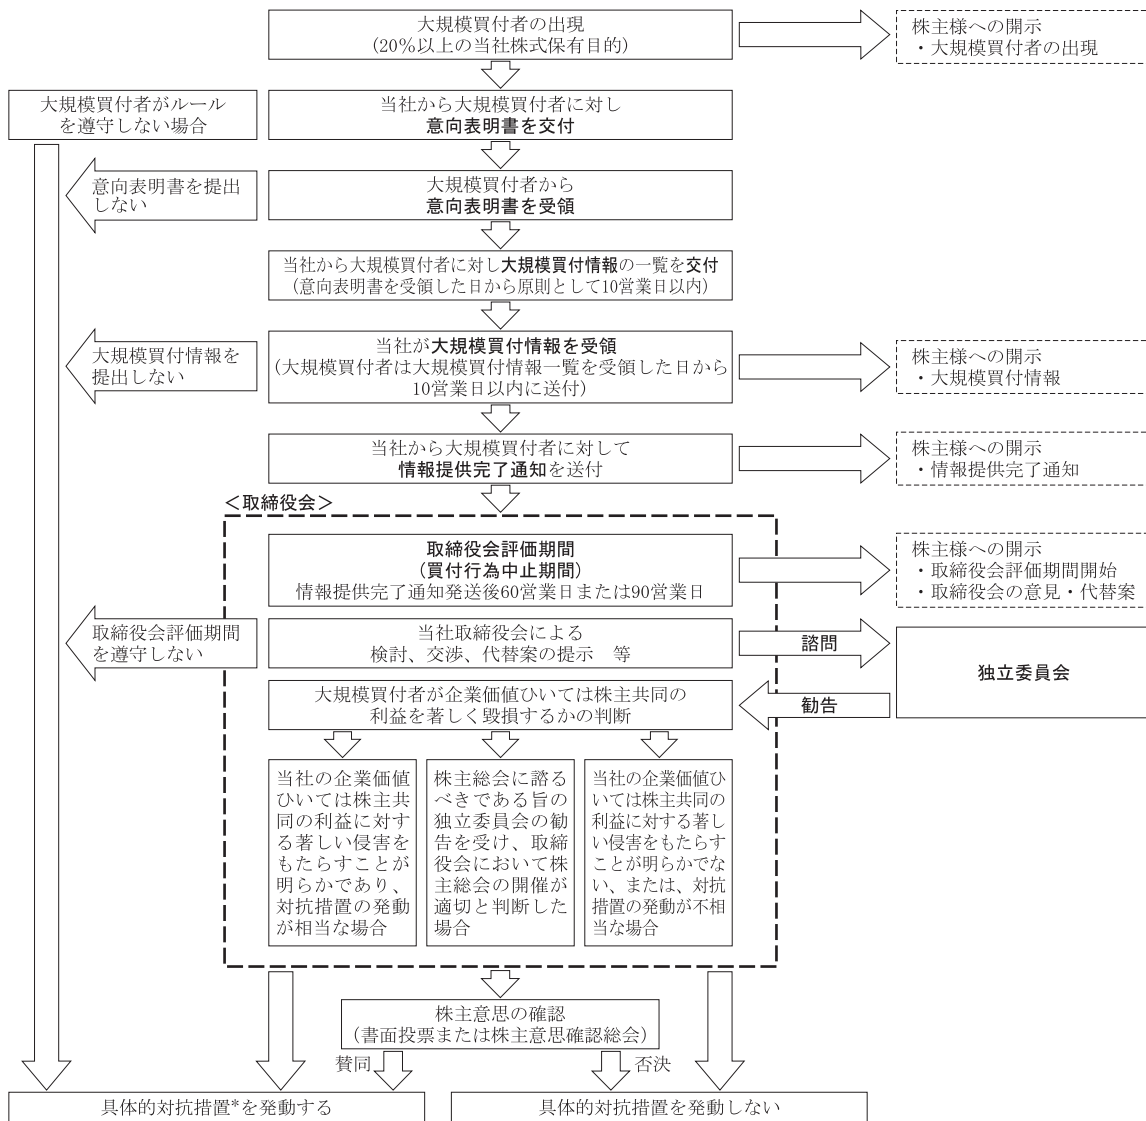 大規模買付者の出現
(20%以上の当社株式保有目的)
株主様への開示
・大規模買付者の出現
大規模買付者がルール
を遵守しない場合
当社から大規模買付者に対し
意向表明書を交付
意向表明書を提出
しない
大規模買付者から
意向表明書を受領
当社から大規模買付者に対し大規模買付情報の一覧を交付
(意向表明書を受領した日から原則として10営業日以内)
大規模買付情報を
提出しない
当社が大規模買付情報を受領
(大規模買付者は大規模買付情報一覧を受領した日から
10営業日以内に送付)
株主様への開示
・大規模買付情報
当社から大規模買付者に対して
情報提供完了通知を送付
株主様への開示
・情報提供完了通知
<取締役会>
取締役会評価期間
(買付行為中止期間)
情報提供完了通知発送後60営業日または90営業日
株主様への開示
・取締役会評価期間開始
・取締役会の意見・代替案
取締役会評価期間
を遵守しない
当社取締役会による
検討、交渉、代替案の提示 等
諮問
独立委員会
大規模買付者が企業価値ひいては株主共同の
利益を著しく毀損するかの判断
勧告
当社の企業価値
ひいては株主共
同の利益に対す
る著しい侵害を
もたらすことが
明らかであり、
対抗措置の発動
が相当な場合
株主総会に諮る
べきである旨の
独立委員会の勧
告を受け、取締
役会において株
主総会の開催が
適切と判断した
場合
当社の企業価値ひ
いては株主共同の
利益に対する著し
い侵害をもたらす
ことが明らかでな
い、または、対抗
措置の発動が不相
当な場合
株主意思の確認
(書面投票または株主意思確認総会)
賛同
否決
具体的対抗措置*を発動する
具体的対抗措置を発動しない